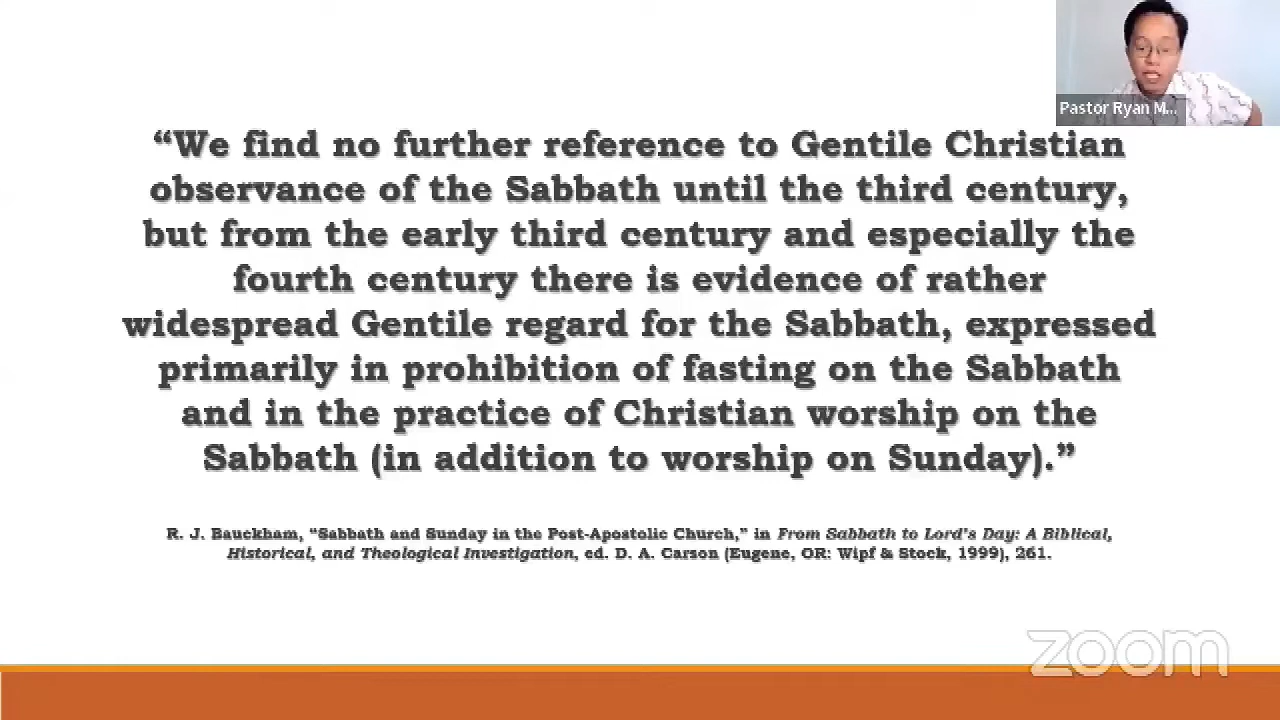 Pastor Ryan M...
“We find no further reference to Gentile Christian
observance of the Sabbath until the third century,
but from the early third century and especially the
fourth century there is evidence of rather
widespread Gentile regard for the Sabbath, expressed
primarily in prohibition of fasting on the Sabbath
and in the practice of Christian worship on the
Sabbath (in addition to worship on Sunday).”
R. J. Bauckham, “Sabbath and Sunday in the Post-Apostolic Church,” in From Sabbath to Lord’s Day: A Biblical,
Historical, and Theological Investigation, ed. D. A. Carson (Eugene, OR: Wipf & Stock, 1999), 261.
zoom